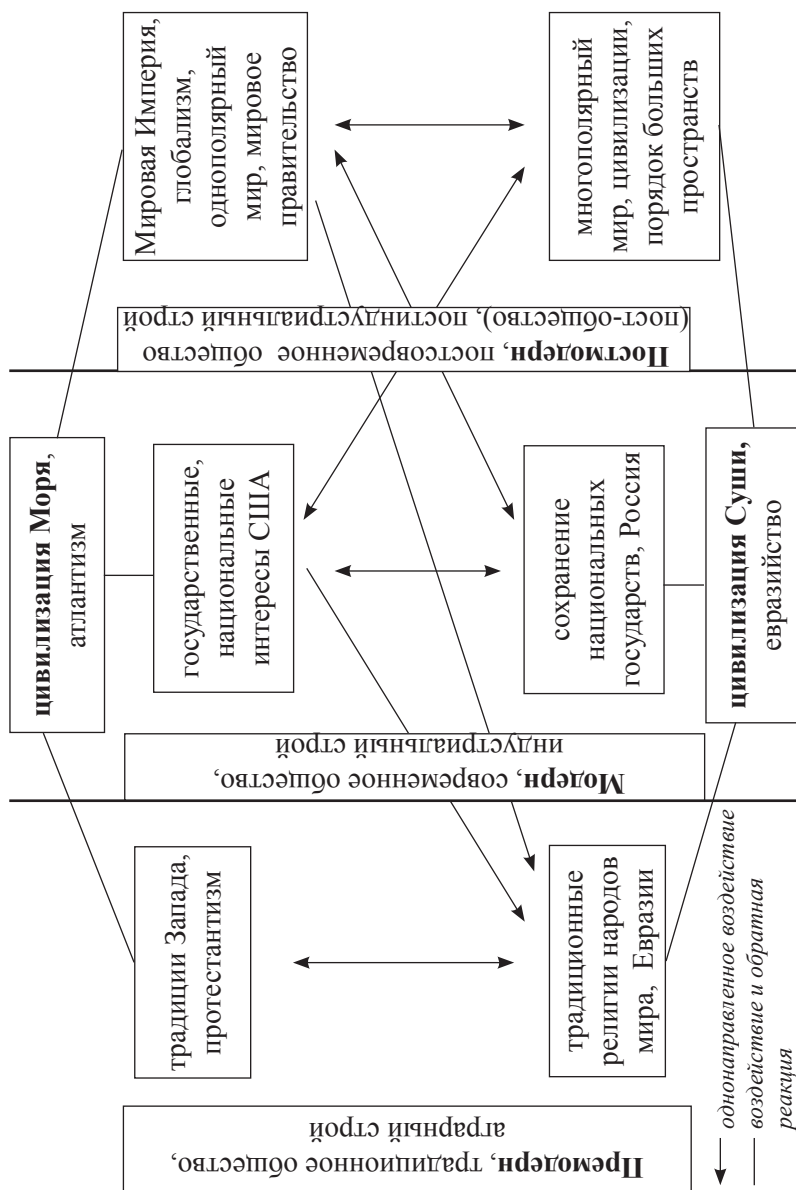 цивилизация Моря,
атлантизм
традиции Запада,
протестантизм
государственные,
национальные
интересы США
Мировая Империя,
глобализм,
однополярный
мир, мировое
правительство
Премодерн, традиционное общество,
аграрный строй
Модерн, современное общество,
индустриальный строй
Постмодерн, постсовременное общество
(пост-общество), постиндустриальный строй
традиционные
религии народов
мира, Евразии
сохранение
национальных
государств, Россия
многополярный
мир, цивилизации,
порядок больших
пространств
цивилизация Суши,
евразийство
однонаправленное воздействие
воздействие и обратная
реакция